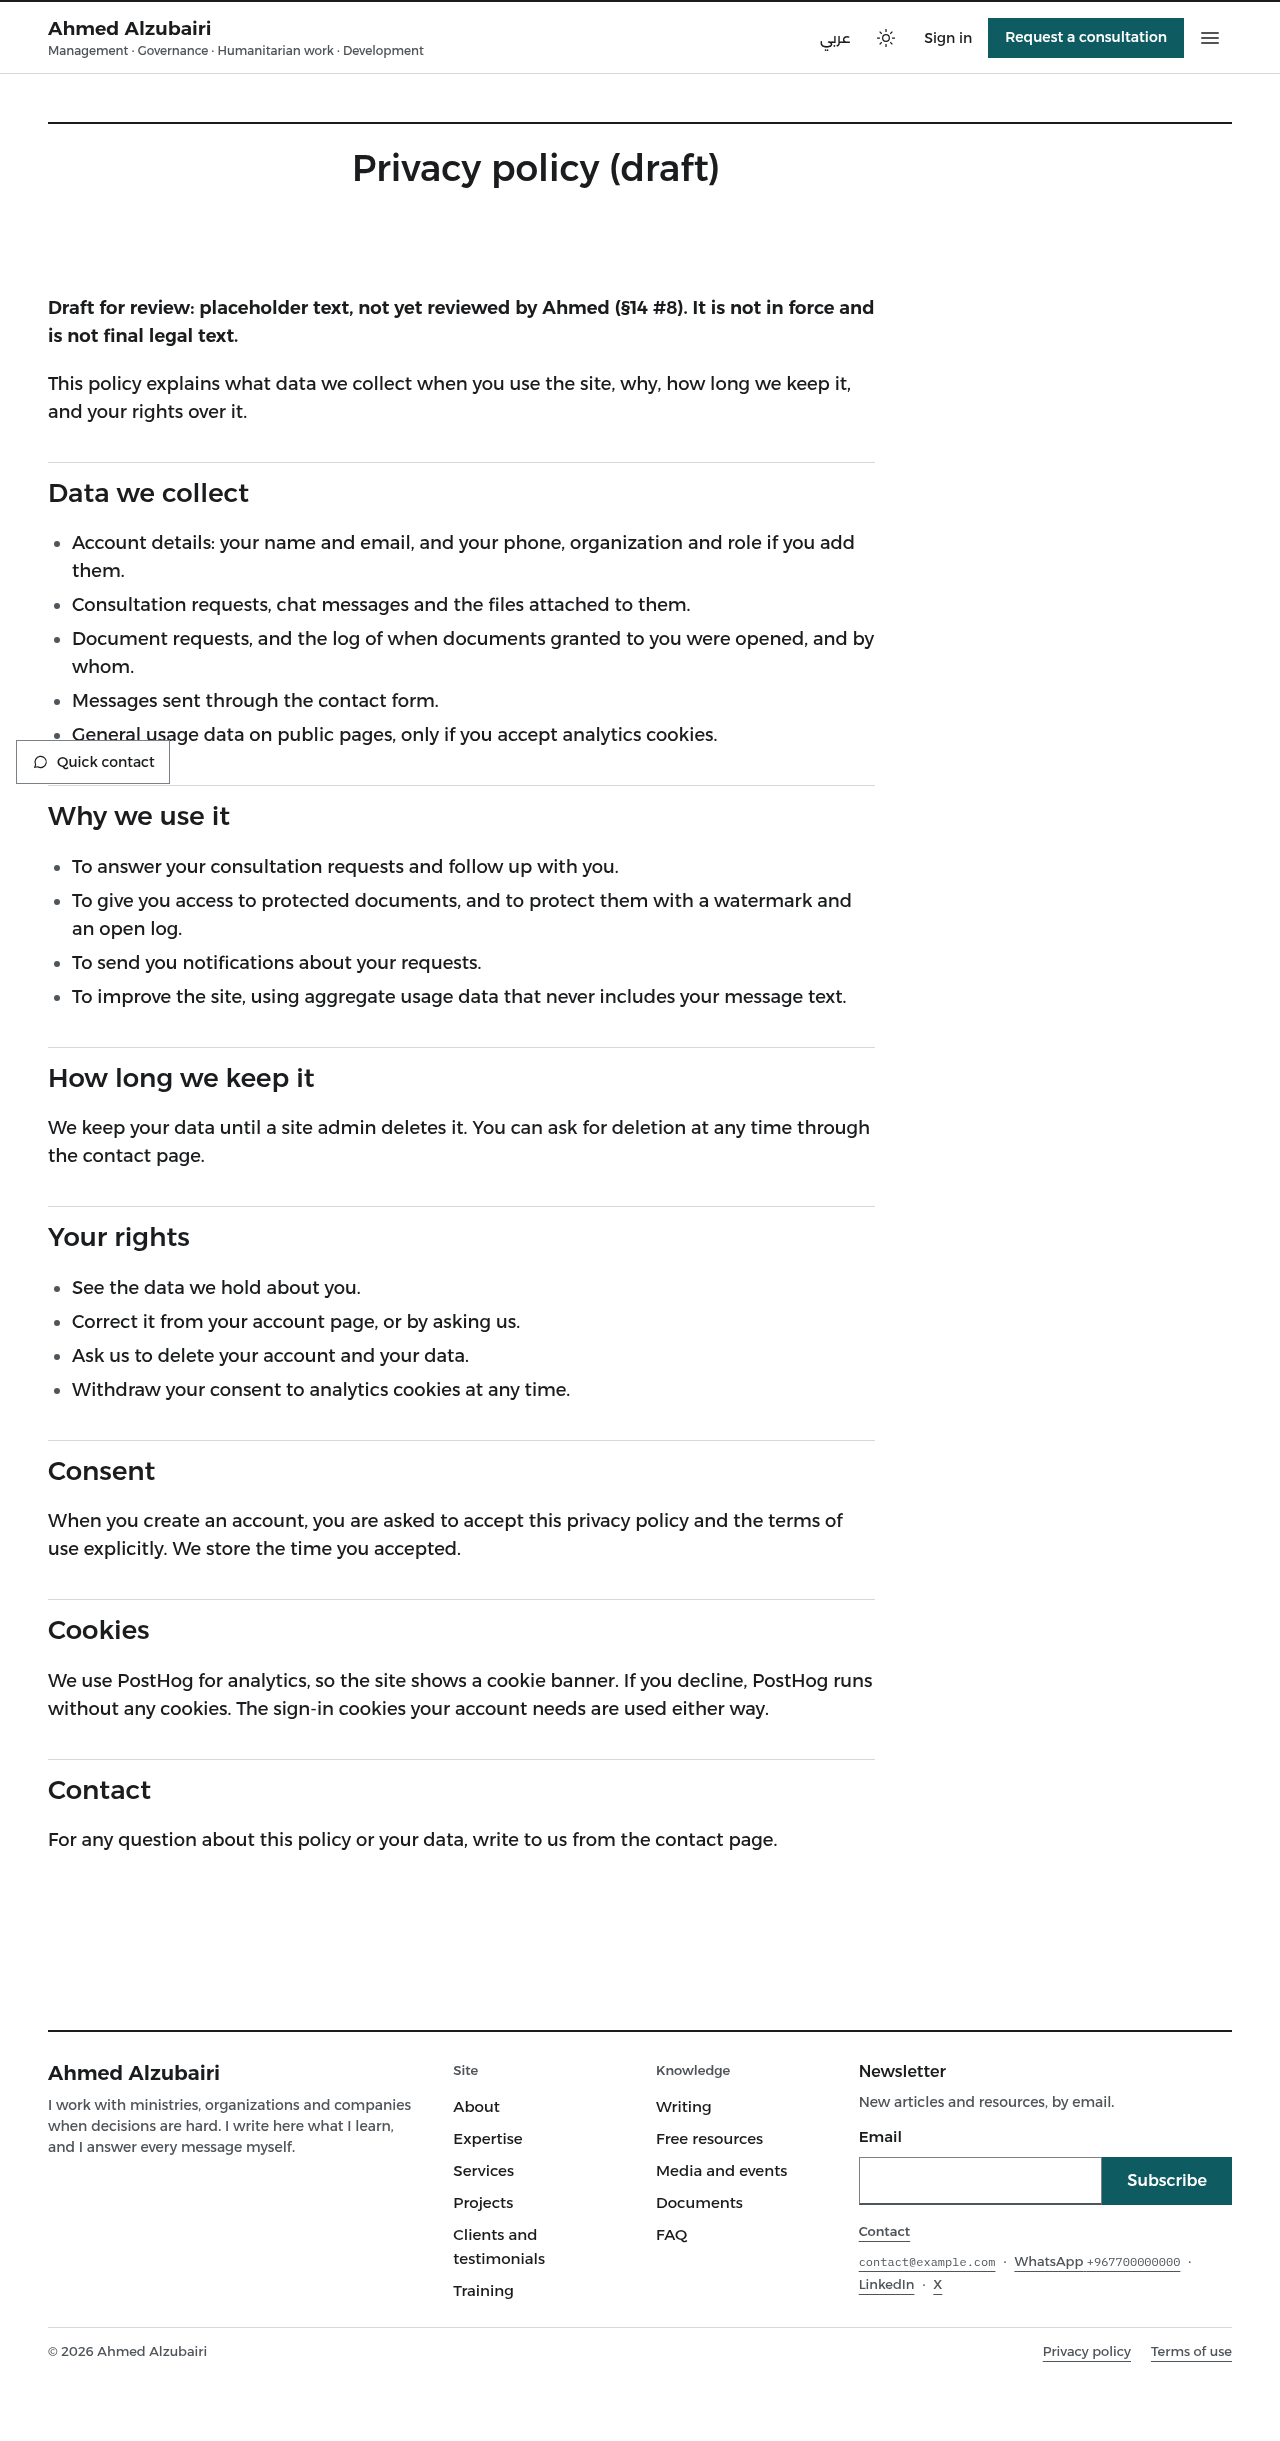 Ahmed Alzubairi
Management · Governance · Humanitarian work · Development
عربي
Sign in
Request a consultation
Privacy policy (draft)
Draft for review: placeholder text, not yet reviewed by Ahmed (§14 #8). It is not in force and
is not final legal text.
This policy explains what data we collect when you use the site, why, how long we keep it,
and your rights over it.
Data we collect
Account details: your name and email, and your phone, organization and role if you add
them.
Consultation requests, chat messages and the files attached to them.
Document requests, and the log of when documents granted to you were opened, and by
whom.
Messages sent through the contact form.
General usage data on public pages, only if you accept analytics cookies.
Quick contact
Why we use it
To answer your consultation requests and follow up with you.
To give you access to protected documents, and to protect them with a watermark and
an open log.
To send you notifications about your requests.
To improve the site, using aggregate usage data that never includes your message text.
How long we keep it
We keep your data until a site admin deletes it. You can ask for deletion at any time through
the contact page.
Your rights
See the data we hold about you.
Correct it from your account page, or by asking us.
Ask us to delete your account and your data.
Withdraw your consent to analytics cookies at any time.
Consent
When you create an account, you are asked to accept this privacy policy and the terms of
use explicitly. We store the time you accepted.
Cookies
We use PostHog for analytics, so the site shows a cookie banner. If you decline, PostHog runs
without any cookies. The sign-in cookies your account needs are used either way.
Contact
For any question about this policy or your data, write to us from the contact page.
Ahmed Alzubairi
I work with ministries, organizations and companies
when decisions are hard. I write here what I learn,
and I answer every message myself.
Site
About
Expertise
Services
Projects
Clients and
testimonials
Training
Knowledge
Writing
Free resources
Media and events
Documents
FAQ
Newsletter
New articles and resources, by email.
Email
Subscribe
Contact
contact@example.com · WhatsApp +967700000000 ·
LinkedIn · X
© 2026 Ahmed Alzubairi
Privacy policy
Terms of use